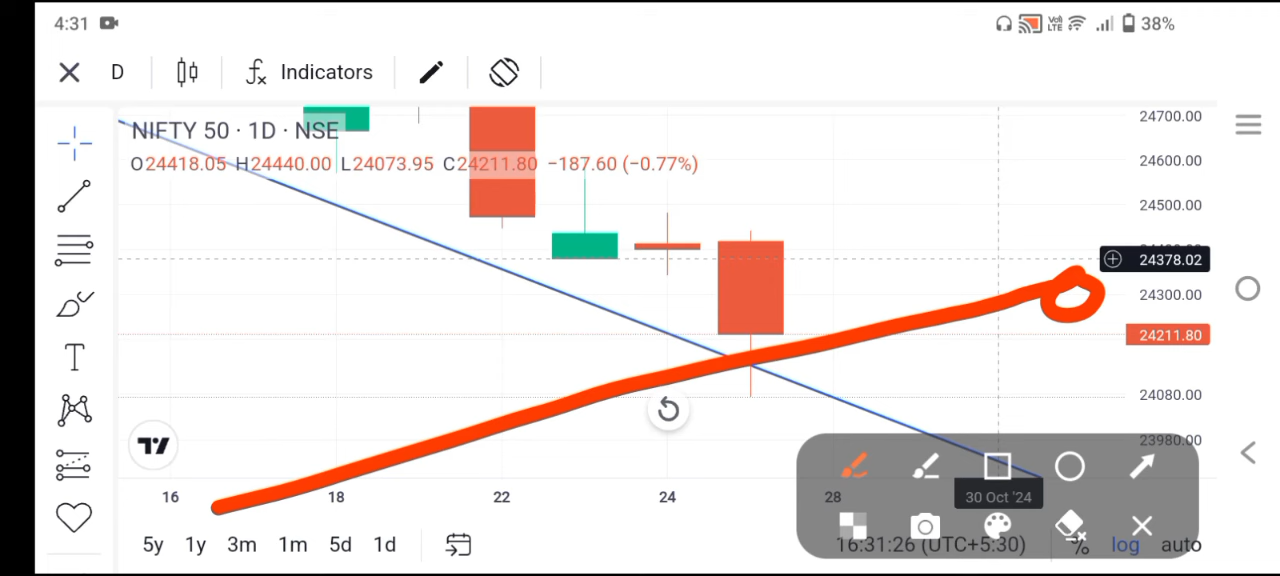 4:31 Vo) LTE 38%
D Indicators
NIFTY 50 · 1D · NSE
O24418.05 H24440.00 L24073.95 C24211.80 −187.60 (−0.77%)
24700.00
24600.00
24500.00
24378.02
24300.00
24211.80
24080.00
23980.00
16 18 22 24 28 30 Oct '24
5y 1y 3m 1m 5d 1d 16:31:26 (UTC+5:30) % log auto